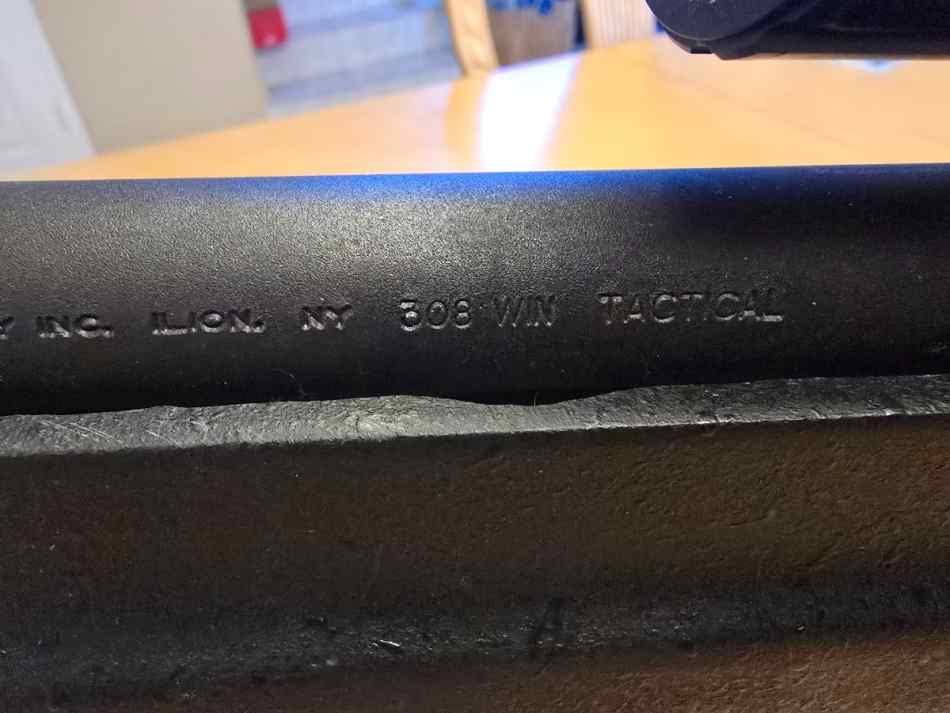 Y INC. ILION. NY 308 WIN TACTICAL